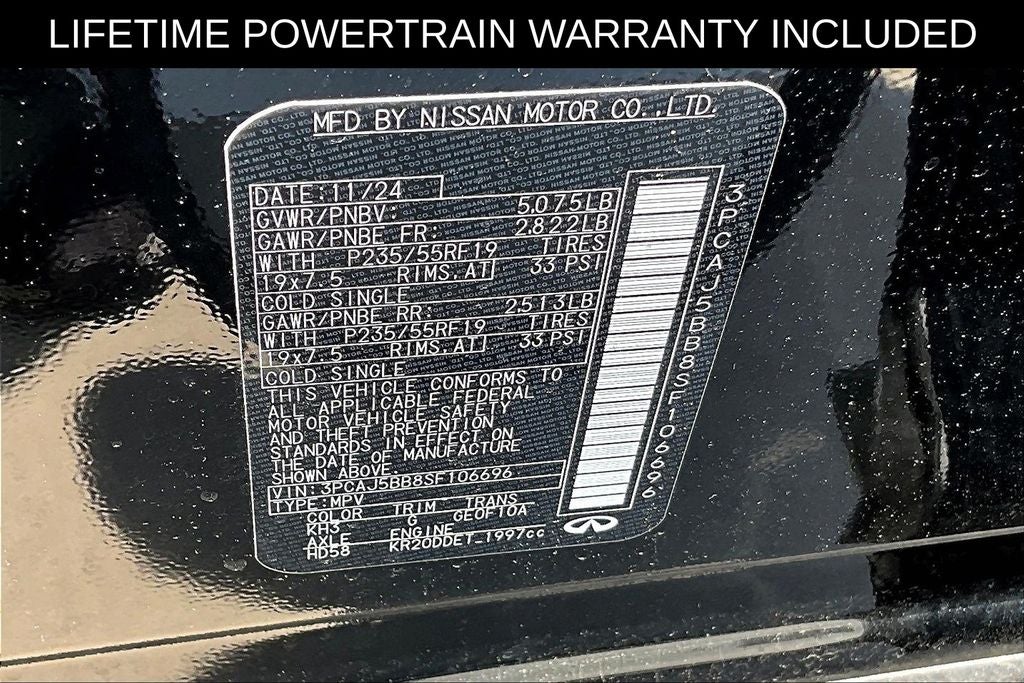 LIFETIME POWERTRAIN WARRANTY INCLUDED
MFD BY NISSAN MOTOR CO.,LTD.
DATE:11/24
GVWR/PNBV: 5075LB
GAWR/PNBE FR: 2822LB
WITH P235/55RF19 TIRES
19x7.5 RIMS,AT 33 PSI
COLD SINGLE
GAWR/PNBE RR: 2513LB
WITH P235/55RF19 TIRES
19x7.5 RIMS,AT 33 PSI
COLD SINGLE
THIS VEHICLE CONFORMS TO
ALL APPLICABLE FEDERAL
MOTOR VEHICLE SAFETY
AND THEFT PREVENTION
STANDARDS IN EFFECT ON
THE DATE OF MANUFACTURE
SHOWN ABOVE.
VIN:3PCAJ5BB8SF106696
TYPE:MPV
COLOR TRIM TRANS
KH3 G GE0F10A
AXLE ENGINE
HD58 KR20DDET-1997cc
3PCAJ5BB8SF106696